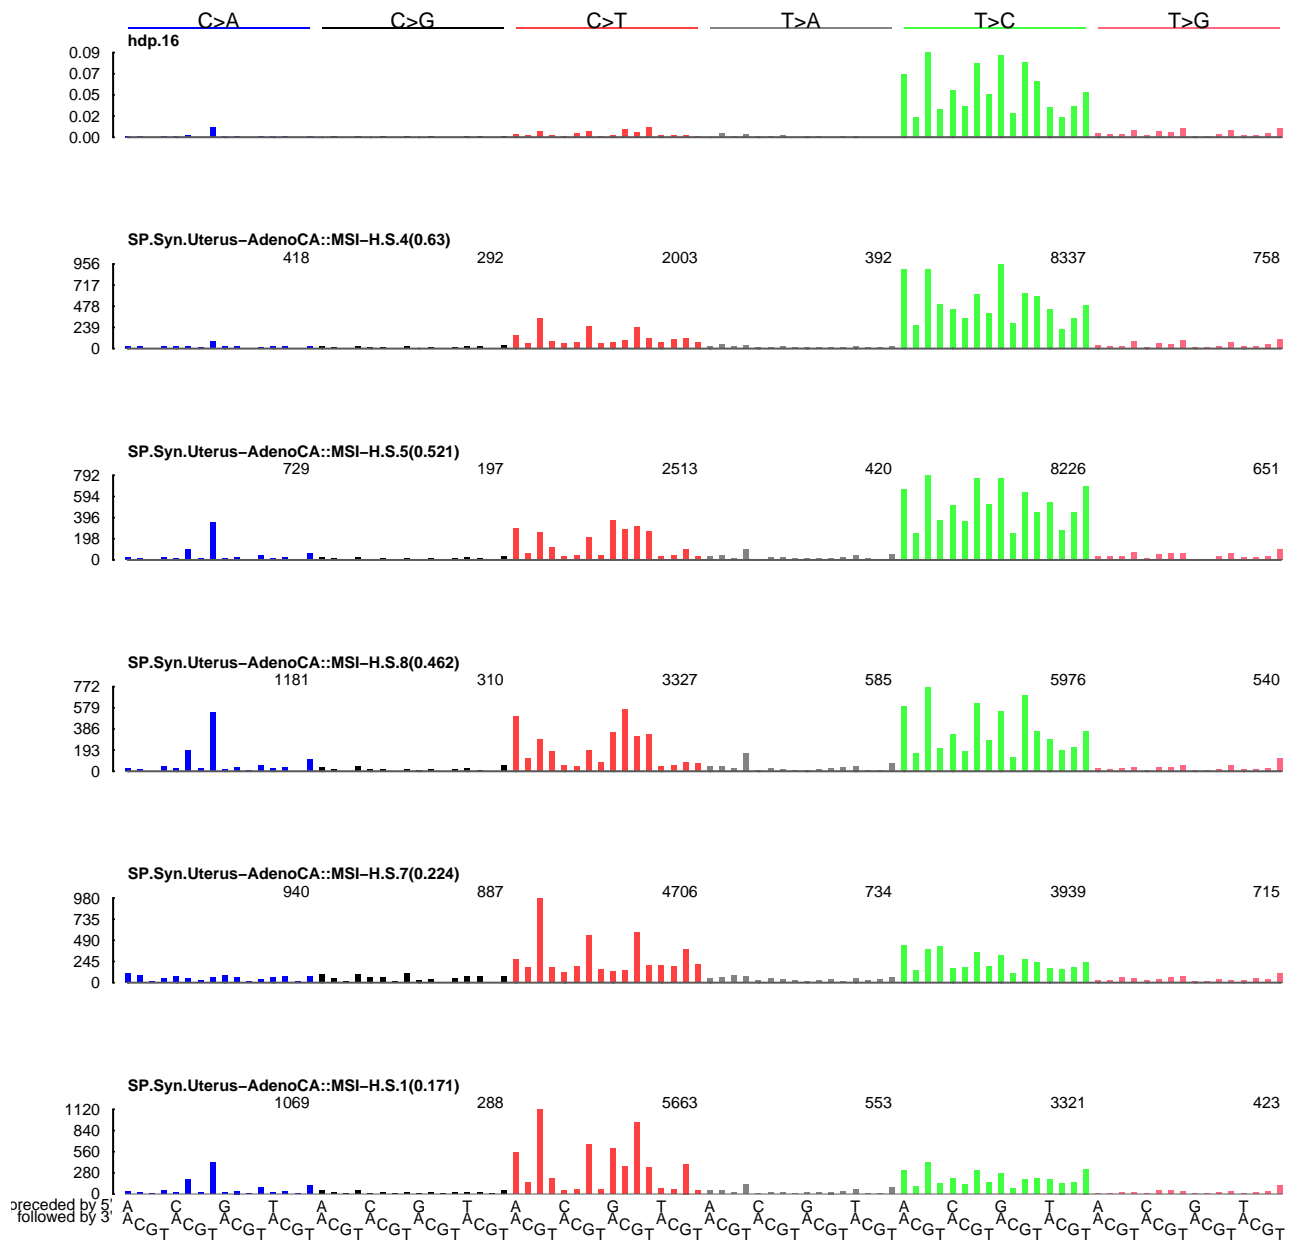 C>A C>G C>T T>A T>C T>G
hdp.16
0.09
0.07
0.05
0.02
0.00
SP.Syn.Uterus−AdenoCA::MSI−H.S.4(0.63)
418 292 2003 392 8337 758
956
717
478
239
0
SP.Syn.Uterus−AdenoCA::MSI−H.S.5(0.521)
729 197 2513 420 8226 651
792
594
396
198
0
SP.Syn.Uterus−AdenoCA::MSI−H.S.8(0.462)
1181 310 3327 585 5976 540
772
579
386
193
0
SP.Syn.Uterus−AdenoCA::MSI−H.S.7(0.224)
940 887 4706 734 3939 715
980
735
490
245
0
SP.Syn.Uterus−AdenoCA::MSI−H.S.1(0.171)
1069 288 5663 553 3321 423
1120
840
560
280
0
preceded by 5' A C G T A C G T A C G T A C G T A C G T A C G T
followed by 3' A C G T A C G T A C G T A C G T A C G T A C G T A C G T A C G T A C G T A C G T A C G T A C G T A C G T A C G T A C G T A C G T A C G T A C G T A C G T A C G T A C G T A C G T A C G T A C G T